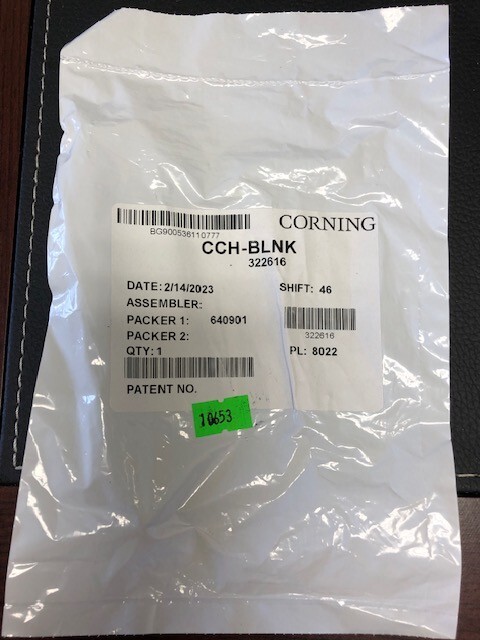 BG900536110777
CORNING
CCH-BLNK
322616
DATE: 2/14/2023 SHIFT: 46
ASSEMBLER:
PACKER 1: 640901
PACKER 2: 322616
QTY: 1 PL: 8022
PATENT NO.
10653